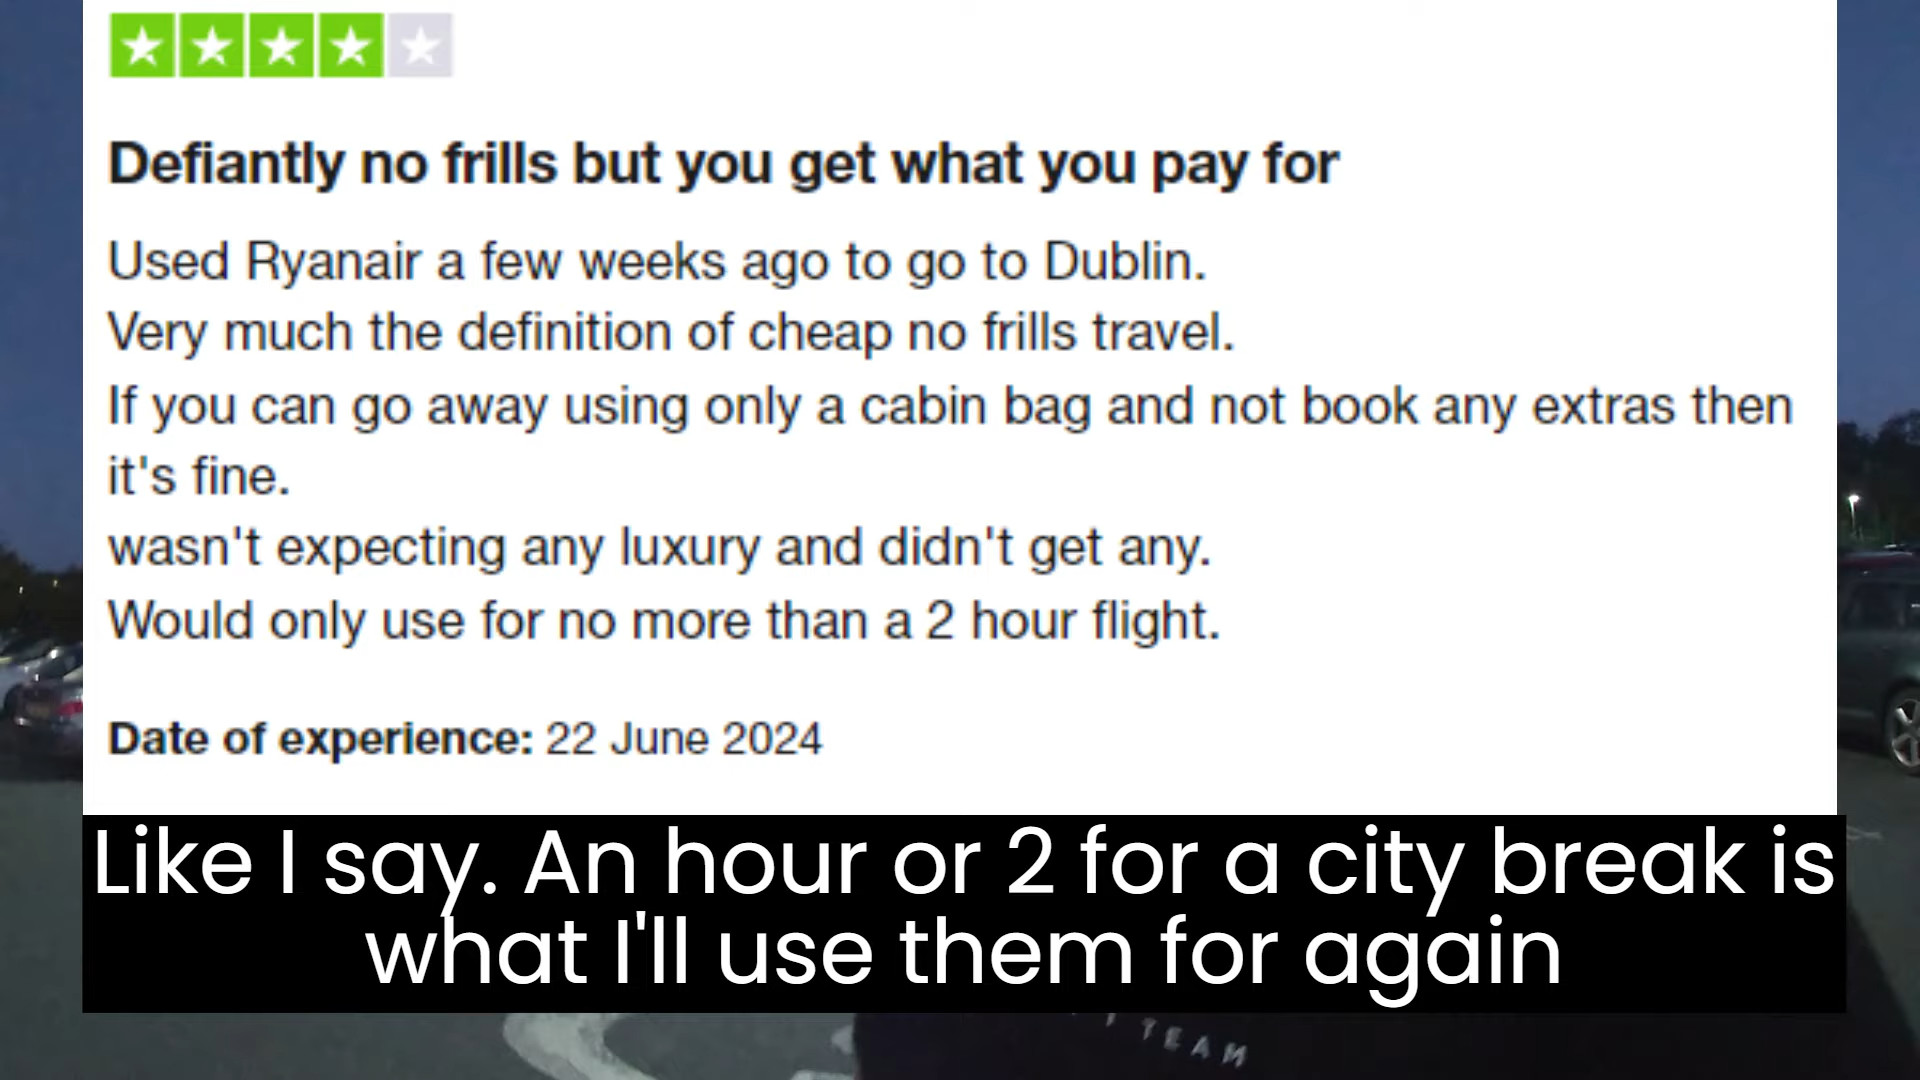 Defiantly no frills but you get what you pay for
Used Ryanair a few weeks ago to go to Dublin.
Very much the definition of cheap no frills travel.
If you can go away using only a cabin bag and not book any extras then
it's fine.
wasn't expecting any luxury and didn't get any.
Would only use for no more than a 2 hour flight.
Date of experience: 22 June 2024
Like I say. An hour or 2 for a city break is
what I'll use them for again
TEAM